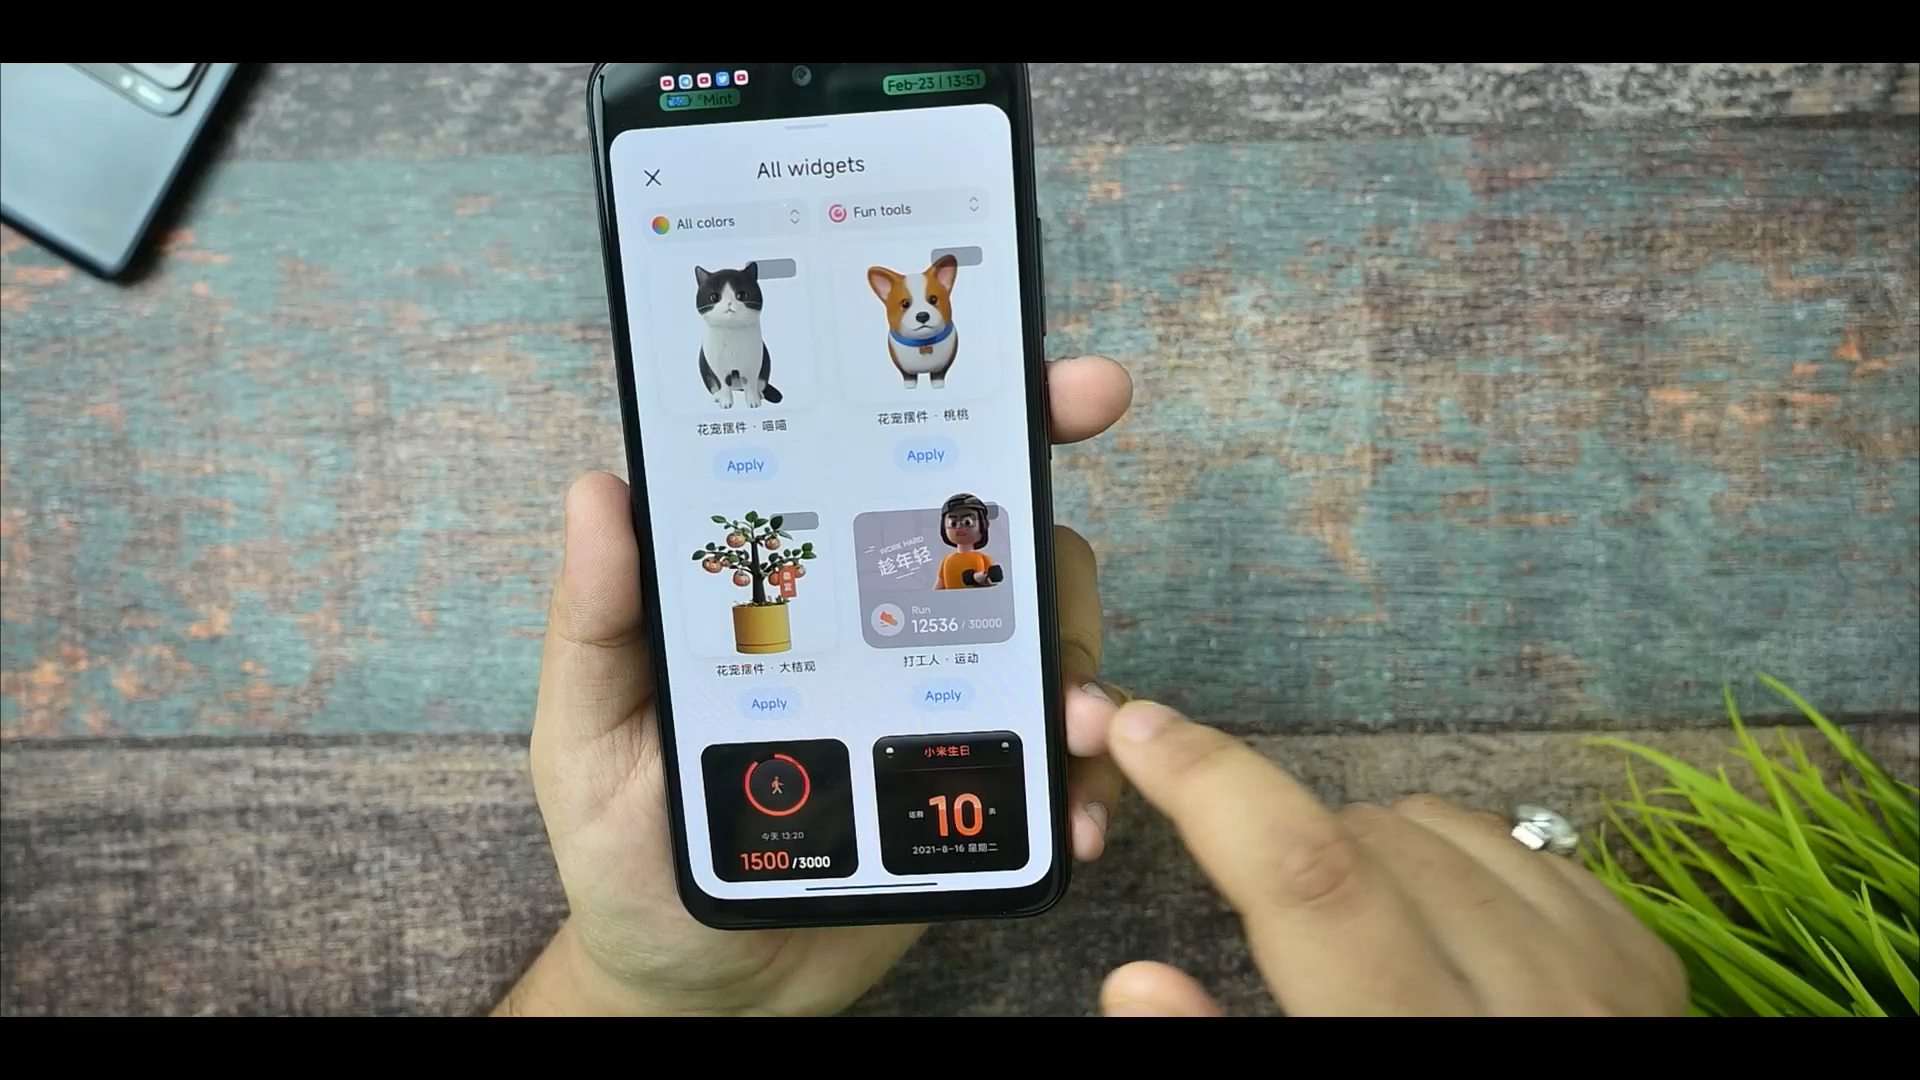 Mint
Feb-23 | 13:51
All widgets
All colors
Fun tools
花宠摆件 · 喵喵
花宠摆件 · 桃桃
Apply
Apply
WORK HARD
趁年轻
Run
12536 / 30000
花宠摆件 · 大桔观
打工人 · 运动
Apply
Apply
今天 13:20
1500/3000
小米生日
10
2021-8-16 星期二